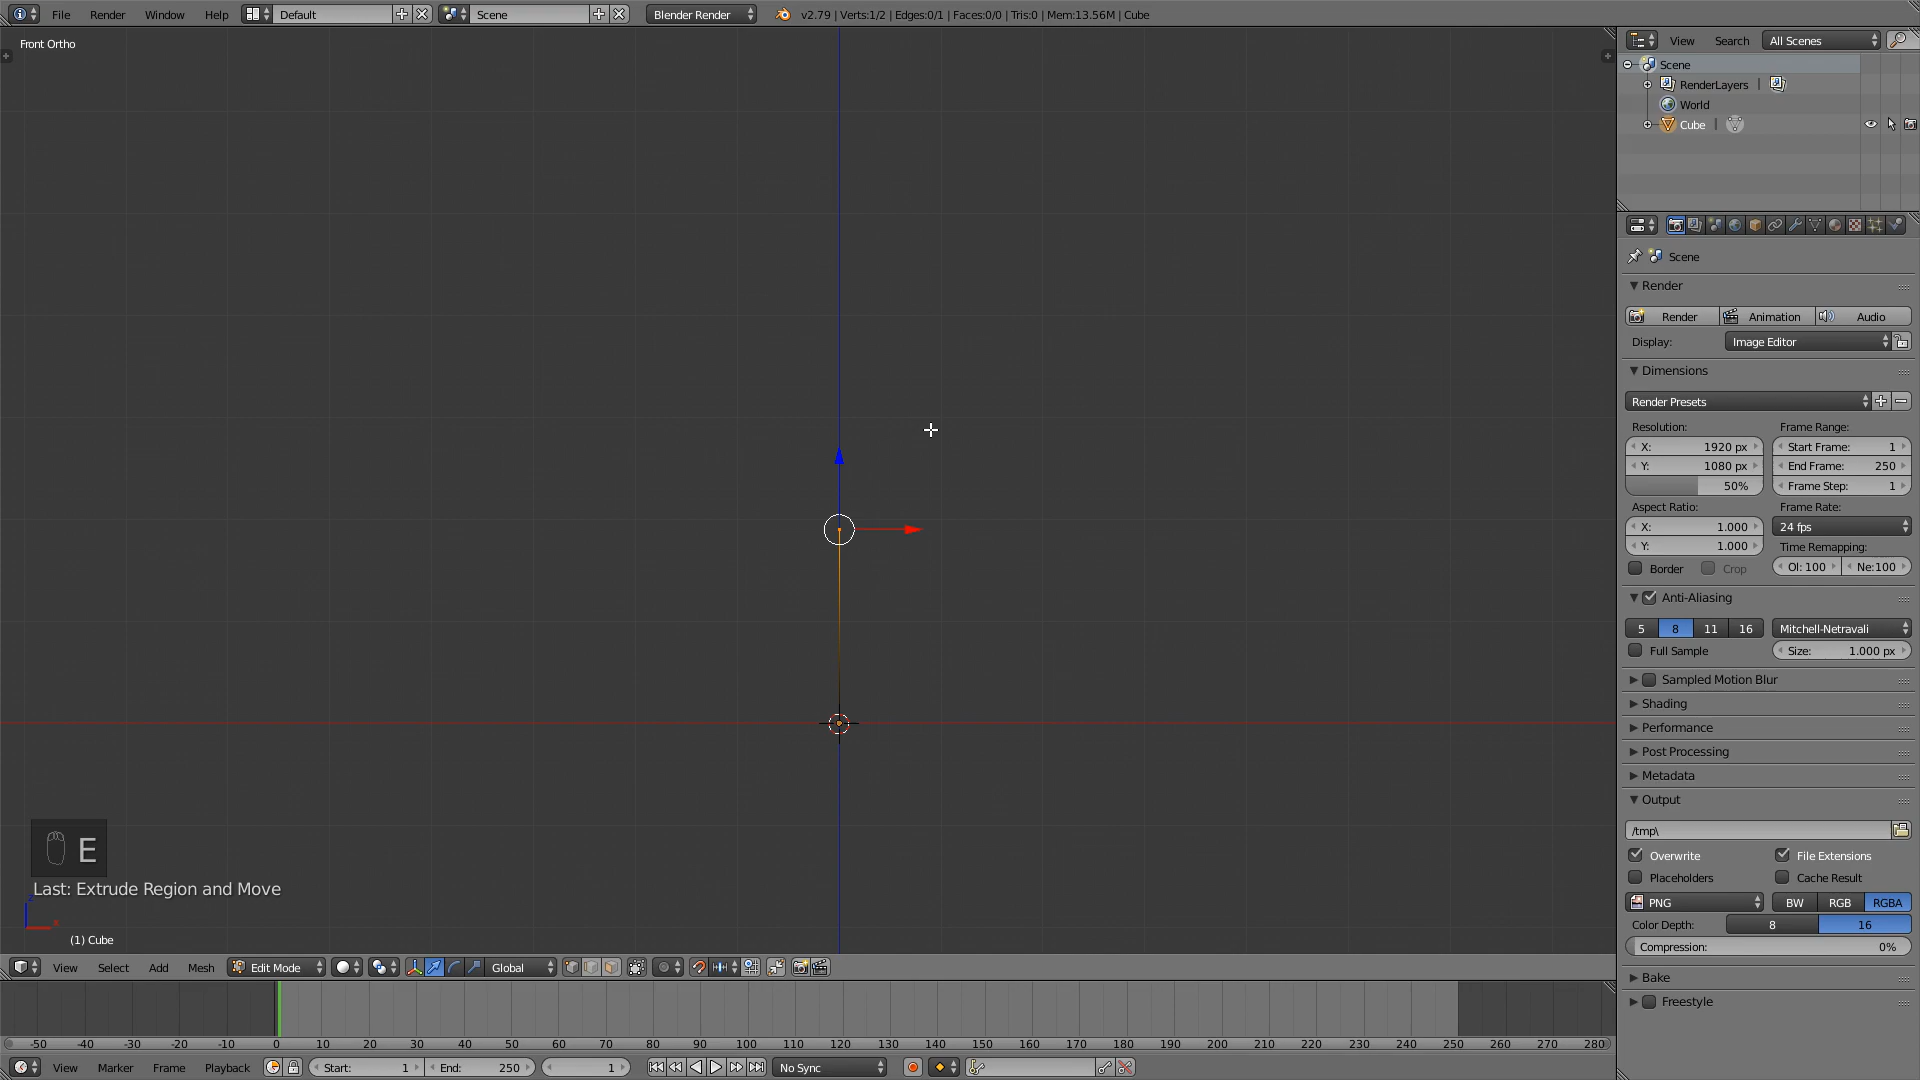 File Render Window Help Default Scene Blender Render v2.79 | Verts:1/2 | Edges:0/1 | Faces:0/0 | Tris:0 | Mem:13.56M | Cube
Front Ortho
View Search All Scenes
Scene
RenderLayers |
World
Cube |
Scene
Render
Render Animation Audio
Display: Image Editor
Dimensions
Render Presets
Resolution: Frame Range:
X: 1920 px Start Frame: 1
Y: 1080 px End Frame: 250
50% Frame Step: 1
Aspect Ratio: Frame Rate:
X: 1.000 24 fps
Y: 1.000 Time Remapping:
Border Crop Ol: 100 Ne:100
Anti-Aliasing
5 8 11 16 Mitchell-Netravali
Full Sample Size: 1.000 px
Sampled Motion Blur
Shading
Performance
Post Processing
Metadata
Output
/tmp\
Overwrite File Extensions
Placeholders Cache Result
PNG BW RGB RGBA
Color Depth: 8 16
Compression: 0%
Bake
Freestyle
E
Last: Extrude Region and Move
(1) Cube
View Select Add Mesh Edit Mode Global
-50 -40 -30 -20 -10 0 10 20 30 40 50 60 70 80 90 100 110 120 130 140 150 160 170 180 190 200 210 220 230 240 250 260 270 280
View Marker Frame Playback Start: 1 End: 250 1 No Sync